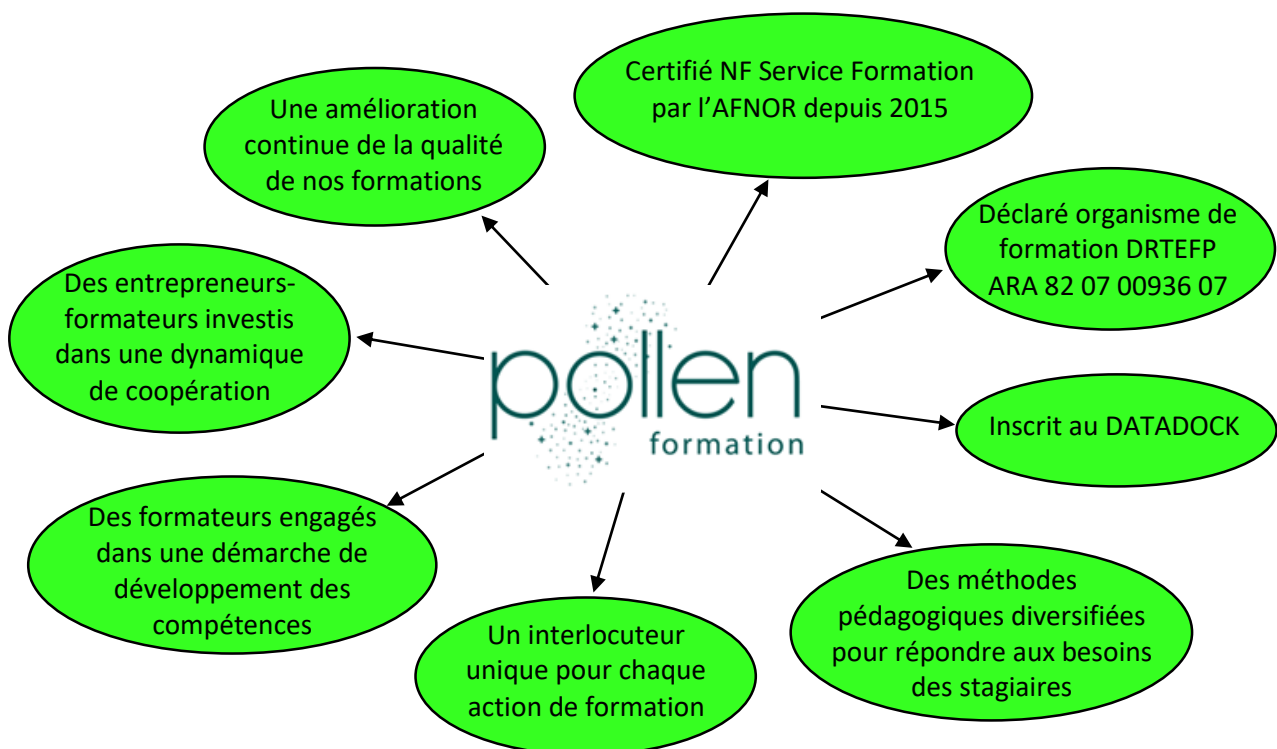 Certifié NF Service Formation
par l'AFNOR depuis 2015
Une amélioration
continue de la qualité
de nos formations
Déclaré organisme de
formation DRTEFP
ARA 82 07 00936 07
Des entrepreneurs-
formateurs investis
dans une dynamique
de coopération
pollen
formation
Inscrit au DATADOCK
Des formateurs engagés
dans une démarche de
développement des
compétences
Des méthodes
pédagogiques diversifiées
pour répondre aux besoins
des stagiaires
Un interlocuteur
unique pour chaque
action de formation